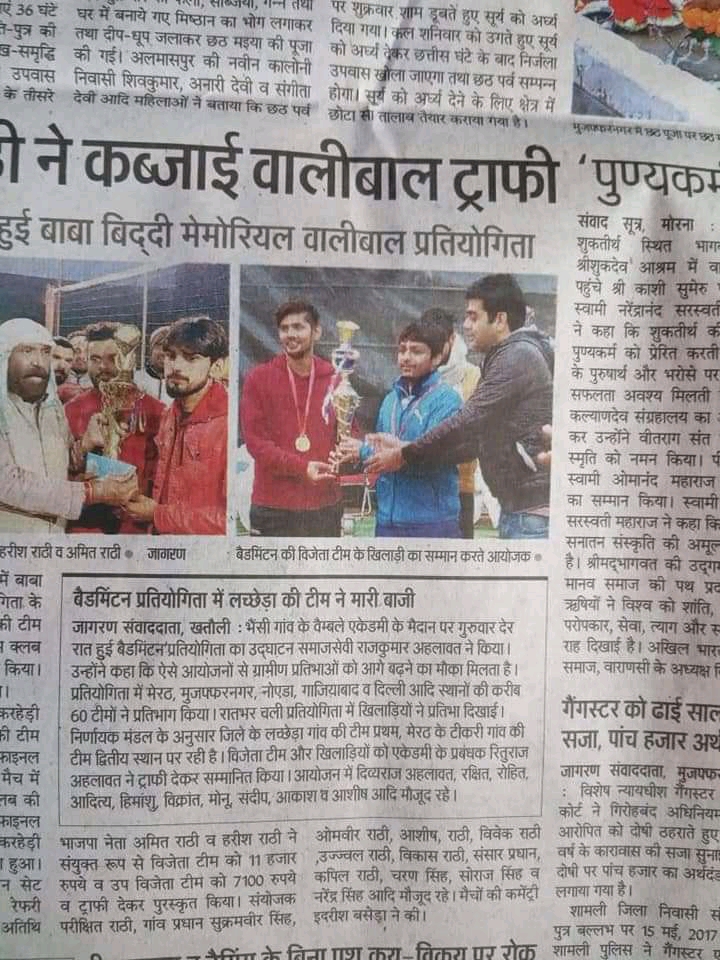 एं 36 घंटे
ति-पुत्र की
ख-समृद्धि
उपवास
के तीसरे
घर में बनाये गए मिष्ठान का भोग लगाकर
तथा दीप-धूप जलाकर छठ मइया की पूजा
की गई। अलमासपुर की नवीन कालोनी
निवासी शिवकुमार, अनारी देवी व संगीता
देवी आदि महिलाओं ने बताया कि छठ पर्व
पर शुक्रवार शाम डूबते हुए सूर्य को अर्घ्य
दिया गया। कल शनिवार को उगते हुए सूर्य
को अर्घ्य देकर छत्तीस घंटे के बाद निर्जला
उपवास खोला जाएगा तथा छठ पर्व सम्पन्न
होगा। सूर्य को अर्घ्य देने के लिए क्षेत्र में
छोटा सा तालाब तैयार कराया गया है।
मुजफ्फरनगर में छठ पूजा पर छठ
ने कब्जाई वालीबाल ट्राफी
हुई बाबा बिद्दी मेमोरियल वालीबाल प्रतियोगिता
हरीश राठी व अमित राठी ● जागरण
बैडमिंटन की विजेता टीम के खिलाड़ी का सम्मान करते आयोजक ●
में बाबा
गिता के
की टीम
क्लब
किया।
करहेड़ी
की टीम
फाइनल
मैच में
लब की
फाइनल
करहेड़ी
हुआ।
न सेट
रेफरी
अतिथि
बैडमिंटन प्रतियोगिता में लच्छेड़ा की टीम ने मारी बाजी
जागरण संवाददाता, खतौली : भैंसी गांव के वैम्बले एकेडमी के मैदान पर गुरुवार देर
रात हुई बैडमिंटन प्रतियोगिता का उद्घाटन समाजसेवी राजकुमार अहलावत ने किया।
उन्होंने कहा कि ऐसे आयोजनों से ग्रामीण प्रतिभाओं को आगे बढ़ने का मौका मिलता है।
प्रतियोगिता में मेरठ, मुजफ्फरनगर, नोएडा, गाजियाबाद व दिल्ली आदि स्थानों की करीब
60 टीमों ने प्रतिभाग किया। रातभर चली प्रतियोगिता में खिलाडियों ने प्रतिभा दिखाई।
निर्णायक मंडल के अनुसार जिले के लच्छेड़ा गांव की टीम प्रथम, मेरठ के टीकरी गांव की
टीम द्वितीय स्थान पर रही है। विजेता टीम और खिलाडियों को एकेडमी के प्रबंधक रितुराज
अहलावत ने ट्राफी देकर सम्मानित किया। आयोजन में दिव्यराज अहलावत, रक्षित, रोहित,
आदित्य, हिमांशु, विक्रांत, मोनू, संदीप, आकाश व आशीष आदि मौजूद रहे।
भाजपा नेता अमित राठी व हरीश राठी ने
संयुक्त रूप से विजेता टीम को 11 हजार
रुपये व उप विजेता टीम को 7100 रुपये
व ट्राफी देकर पुरस्कृत किया। संयोजक
परीक्षित राठी, गांव प्रधान सुक्रमवीर सिंह,
ओमवीर राठी, आशीष, राठी, विवेक राठी
,उज्ज्वल राठी, विकास राठी, संसार प्रधान,
कपिल राठी, चरण सिंह, सोराज सिंह व
नरेंद्र सिंह आदि मौजूद रहे। मैचों की कमेंट्री
इदरीश बसेड़ा ने की।
'पुण्यकर्म
संवाद सूत्र, मोरना :
शुकतीर्थ स्थित भाग
श्रीशुकदेव आश्रम में
पहुंचे श्री काशी सुमेरु
स्वामी नरेंद्रानंद सरस्वती
ने कहा कि शुकतीर्थ
पुण्यकर्म को प्रेरित करती
के पुरुषार्थ और भरोसे पर
सफलता अवश्य मिलती
कल्याणदेव संग्रहालय का
कर उन्होंने वीतराग संत
स्मृति को नमन किया।
स्वामी ओमानंद महाराज
का सम्मान किया। स्वामी
सरस्वती महाराज ने कहा कि
सनातन संस्कृति की अमूल्
है। श्रीमद्भागवत की उद्गम
मानव समाज की पथ प्रद
ऋषियों ने विश्व को शांति,
परोपकार, सेवा, त्याग और
राह दिखाई है। अखिल भार
समाज, वाराणसी के अध्यक्ष
गैंगस्टर को ढाई साल
सजा, पांच हजार अर्थ
जागरण संवाददाता, मुजफ्फ
: विशेष न्यायधीश गैंगस्टर
कोर्ट ने गिरोहबंद अधिनियम
आरोपित को दोषी ठहराते हुए
वर्ष के कारावास की सजा सुना
दोषी पर पांच हजार का अर्थदंड
लगाया गया है।
शामली जिला निवासी
पुत्र बल्लभ पर 15 मई, 2017
शामली पुलिस ने गैंगस्टर
के बिना पशु क्रय-विक्रय पर रोक